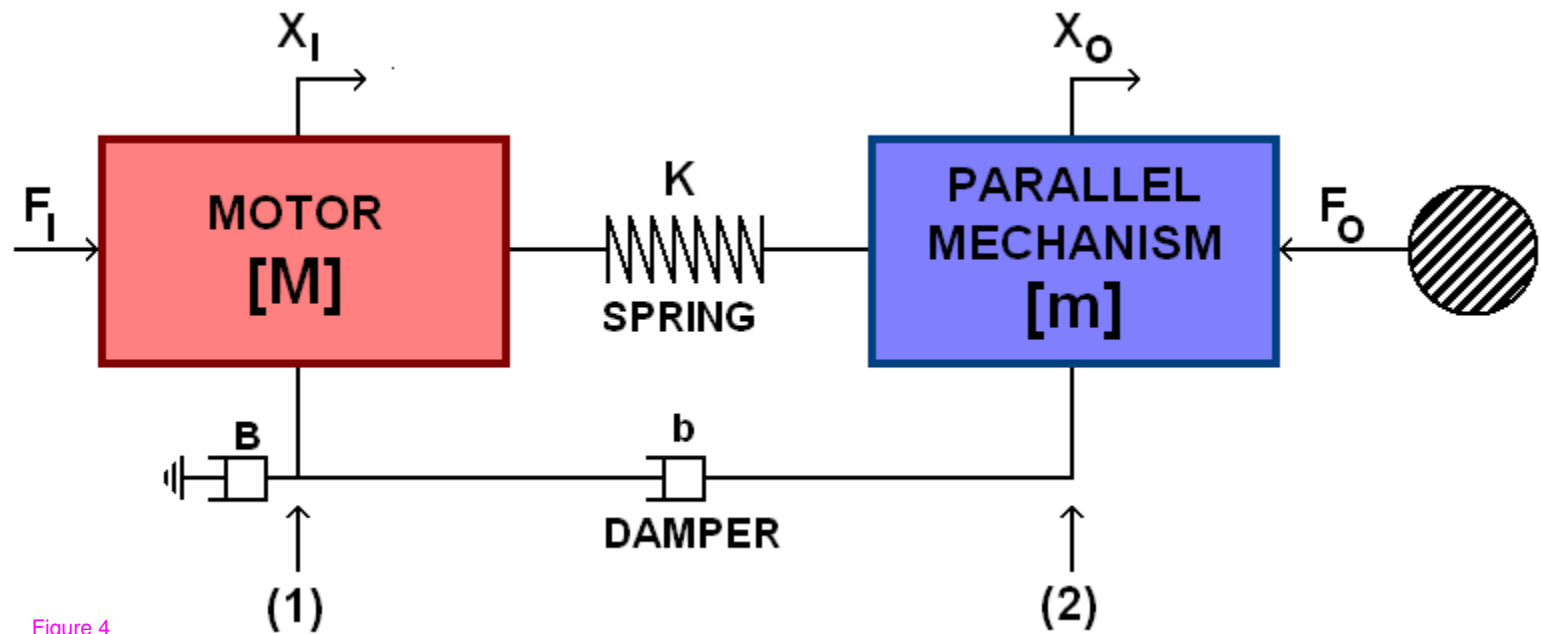 X_I
X_O
F_I
MOTOR
[M]
K
SPRING
PARALLEL
MECHANISM
[m]
F_O
B
b
DAMPER
(1)
(2)
Figure 4